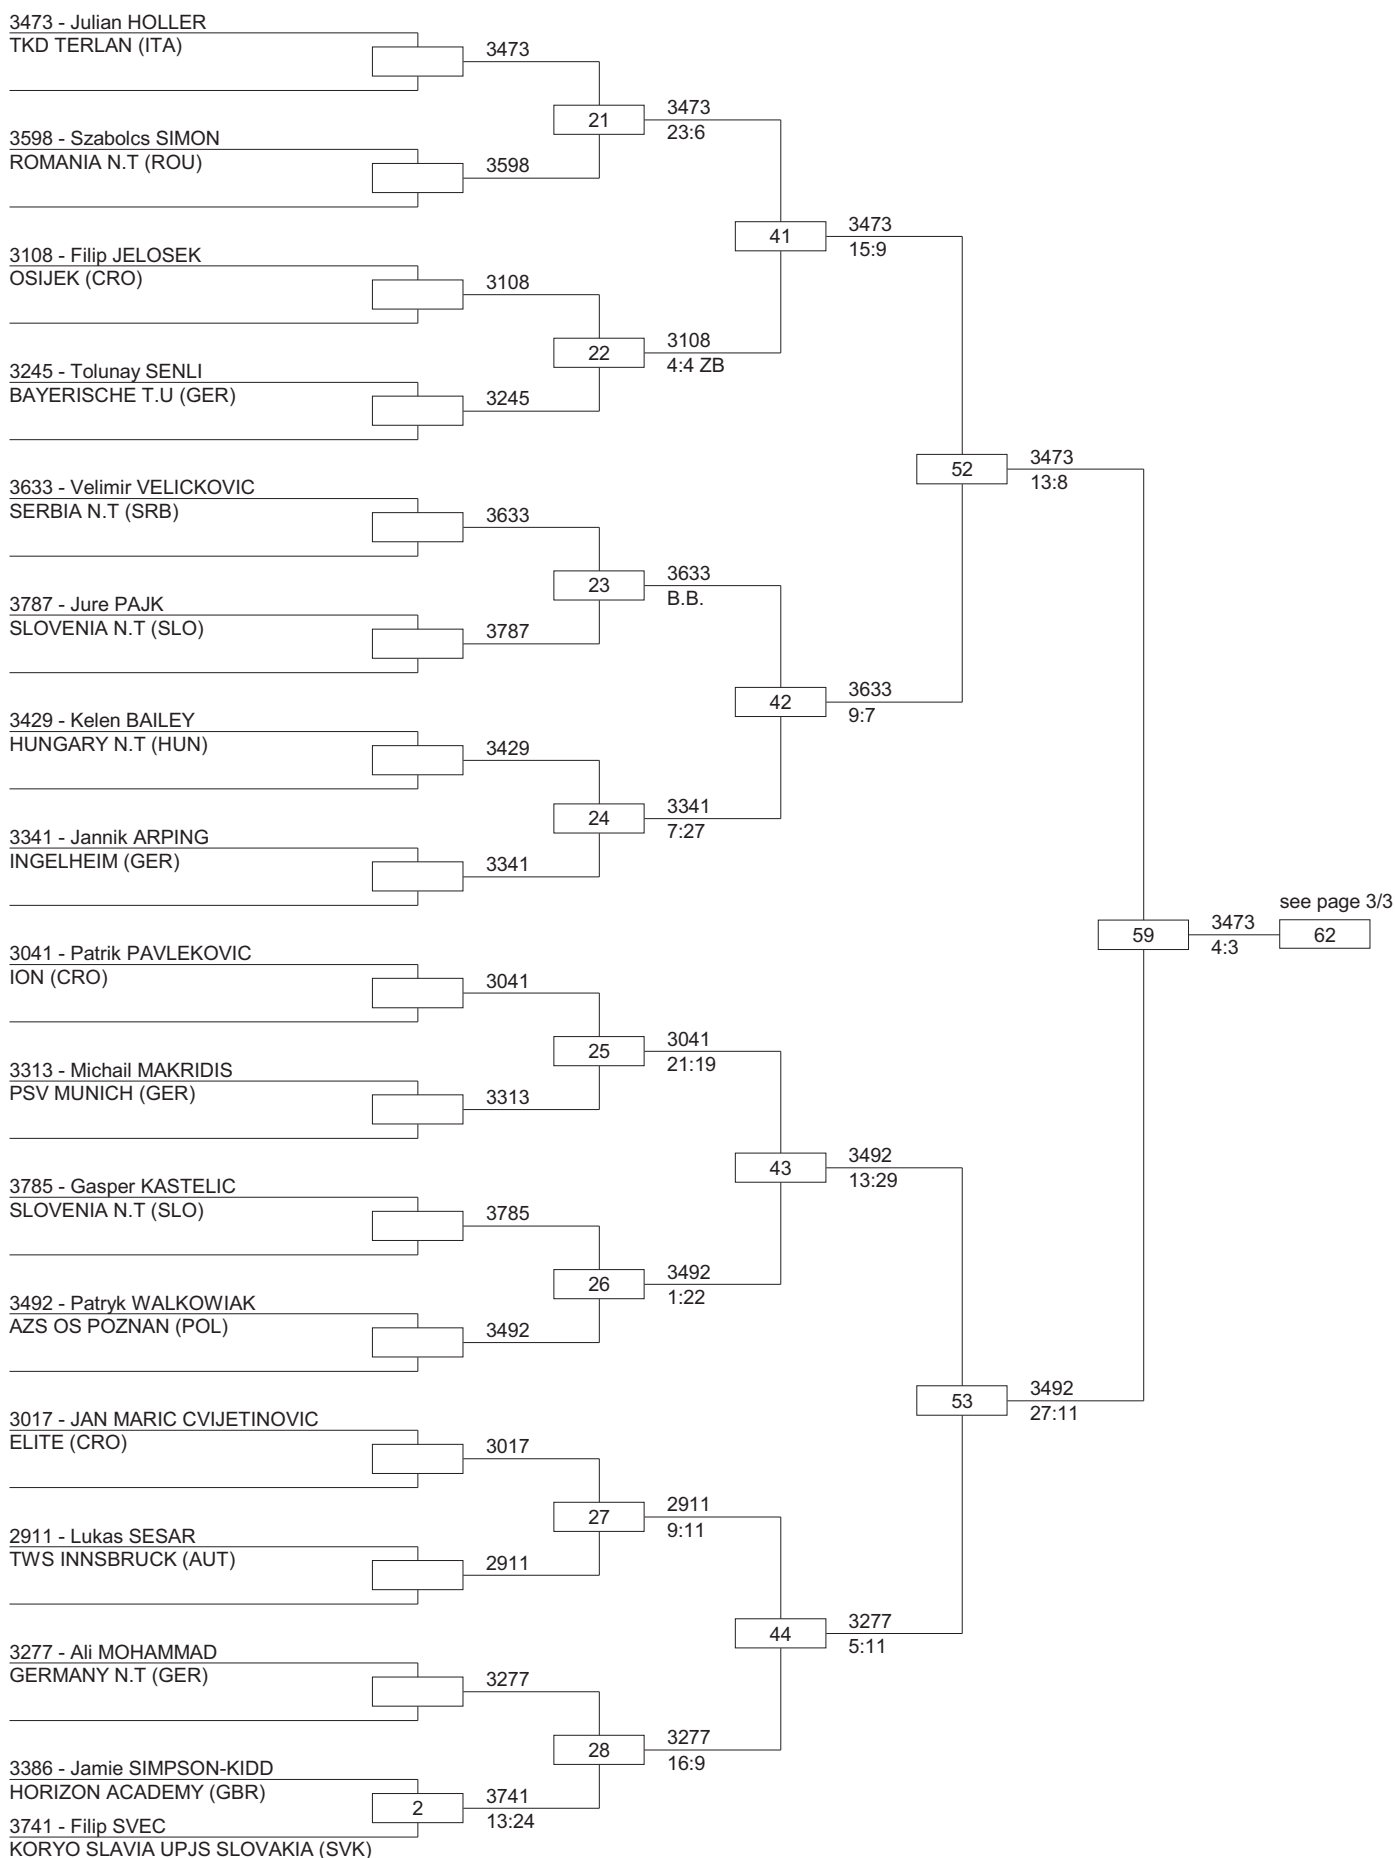 3473 - Julian HOLLER
TKD TERLAN (ITA)
3473
21
3473
23:6
3598 - Szabolcs SIMON
ROMANIA N.T (ROU)
3598
41
3473
15:9
3108 - Filip JELOSEK
OSIJEK (CRO)
3108
22
3108
4:4 ZB
3245 - Tolunay SENLI
BAYERISCHE T.U (GER)
3245
52
3473
13:8
3633 - Velimir VELICKOVIC
SERBIA N.T (SRB)
3633
23
3633
B.B.
3787 - Jure PAJK
SLOVENIA N.T (SLO)
3787
42
3633
9:7
3429 - Kelen BAILEY
HUNGARY N.T (HUN)
3429
24
3341
7:27
3341 - Jannik ARPING
INGELHEIM (GER)
3341
see page 3/3
59
3473
4:3
62
3041 - Patrik PAVLEKOVIC
ION (CRO)
3041
25
3041
21:19
3313 - Michail MAKRIDIS
PSV MUNICH (GER)
3313
43
3492
13:29
3785 - Gasper KASTELIC
SLOVENIA N.T (SLO)
3785
26
3492
1:22
3492 - Patryk WALKOWIAK
AZS OS POZNAN (POL)
3492
53
3492
27:11
3017 - JAN MARIC CVIJETINOVIC
ELITE (CRO)
3017
27
2911
9:11
2911 - Lukas SESAR
TWS INNSBRUCK (AUT)
2911
44
3277
5:11
3277 - Ali MOHAMMAD
GERMANY N.T (GER)
3277
28
3277
16:9
3386 - Jamie SIMPSON-KIDD
HORIZON ACADEMY (GBR)
2
3741
13:24
3741 - Filip SVEC
KORYO SLAVIA UPJS SLOVAKIA (SVK)